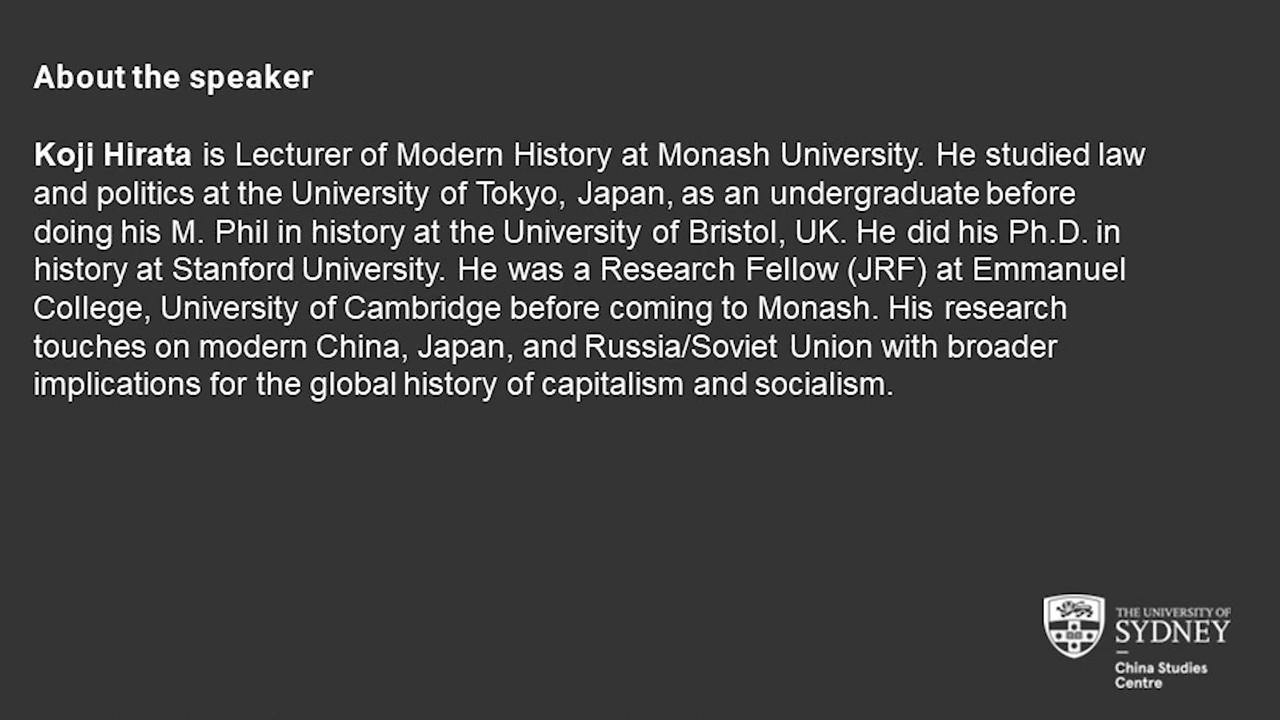 About the speaker
Koji Hirata is Lecturer of Modern History at Monash University. He studied law
and politics at the University of Tokyo, Japan, as an undergraduate before
doing his M. Phil in history at the University of Bristol, UK. He did his Ph.D. in
history at Stanford University. He was a Research Fellow (JRF) at Emmanuel
College, University of Cambridge before coming to Monash. His research
touches on modern China, Japan, and Russia/Soviet Union with broader
implications for the global history of capitalism and socialism.
THE UNIVERSITY OF
SYDNEY
China Studies
Centre